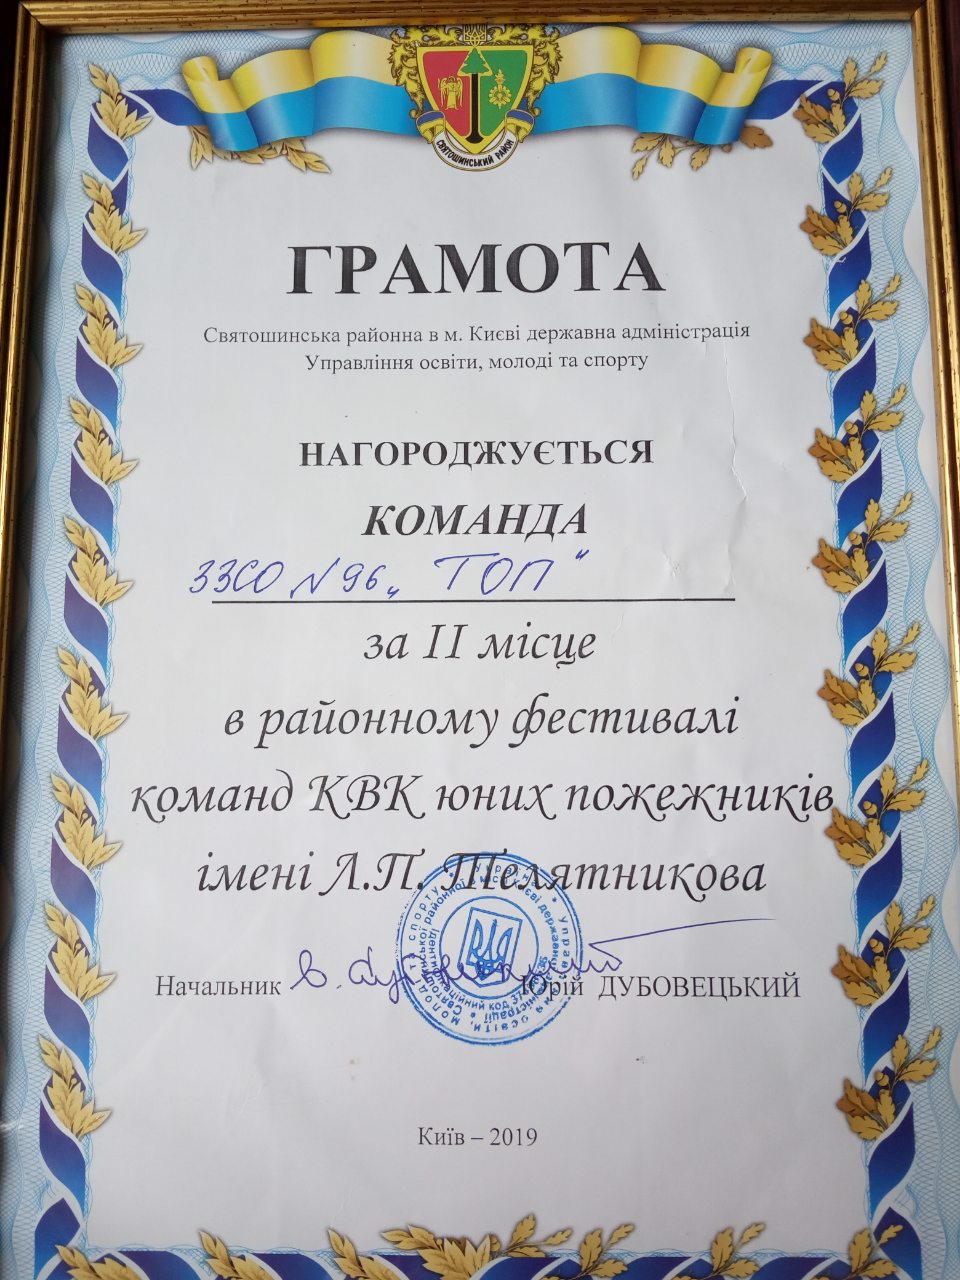 СВЯТОШИНСЬКИЙ РАЙОН
ГРАМОТА
Святошинська районна в м. Києві державна адміністрація
Управління освіти, молоді та спорту
НАГОРОДЖУЄТЬСЯ
КОМАНДА
ЗЗСО №96 „ТОП"
за ІІ місце
в районному фестивалі
команд КВК юних пожежників
імені Л.П. Телятникова
Начальник Юрій ДУБОВЕЦЬКИЙ
Київ – 2019